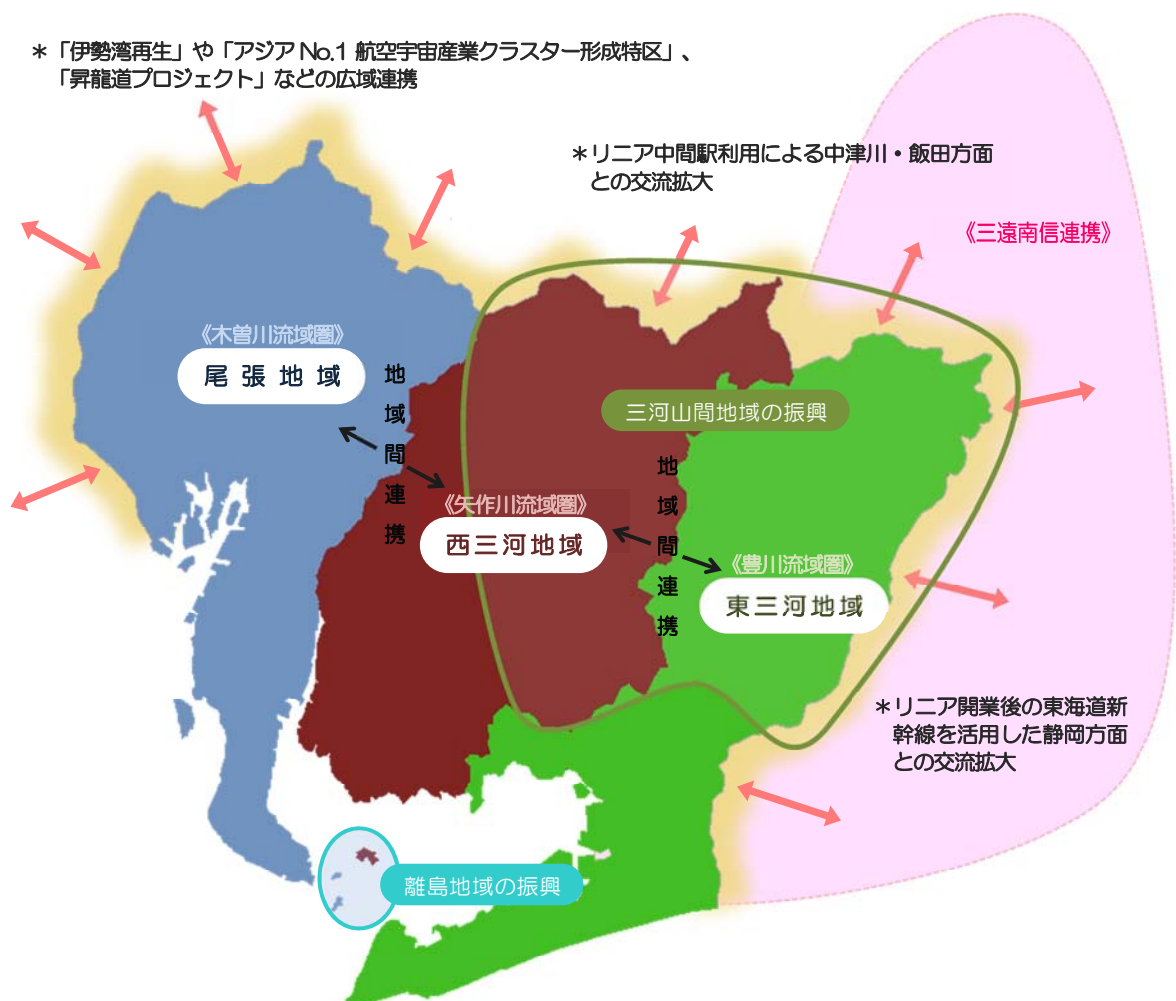 ＊「伊勢湾再生」や「アジア No.1 航空宇宙産業クラスター形成特区」、
「昇龍道プロジェクト」などの広域連携
＊リニア中間駅利用による中津川・飯田方面
との交流拡大
《三遠南信連携》
《木曽川流域圏》
尾張地域
地域間連携
三河山間地域の振興
地域間連携
《矢作川流域圏》
西三河地域
《豊川流域圏》
東三河地域
＊リニア開業後の東海道新
幹線を活用した静岡方面
との交流拡大
離島地域の振興